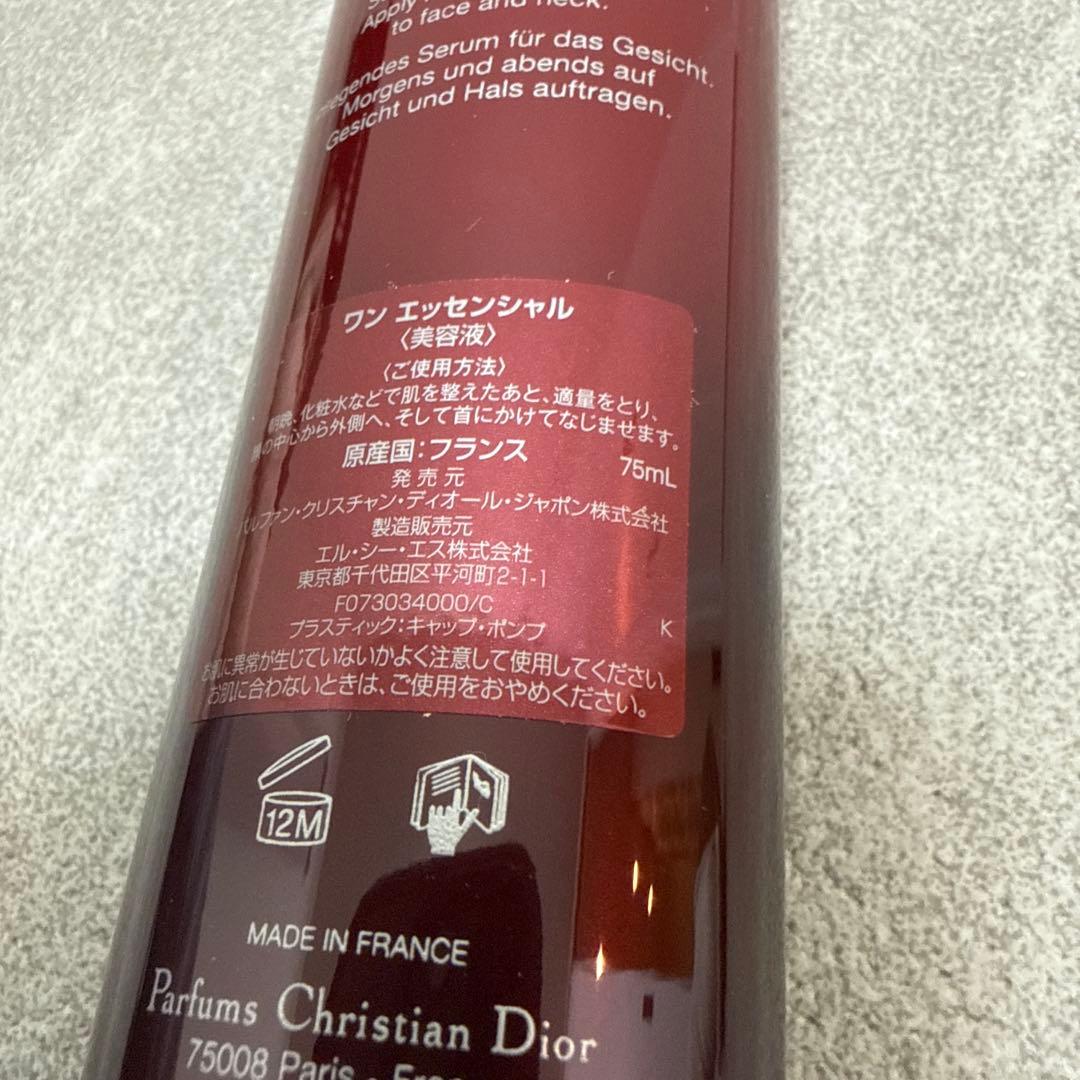 Apply
to face and neck.
Serum für das Gesicht.
Morgens und abends auf
Gesicht und Hals auftragen.
ワン エッセンシャル
〈美容液〉
〈ご使用方法〉
朝晩、化粧水などで肌を整えたあと、適量をとり、
の中心から外側へ、そして首にかけてなじませます。
原産国：フランス 75mL
発売元
パルファン・クリスチャン・ディオール・ジャポン株式会社
製造販売元
エル・シー・エス株式会社
東京都千代田区平河町2-1-1
F073034000/C
プラスティック：キャップ・ポンプ K
お肌に異常が生じていないかよく注意して使用してください。
お肌に合わないときは、ご使用をおやめください。
12M
MADE IN FRANCE
Parfums Christian Dior
75008 Paris -